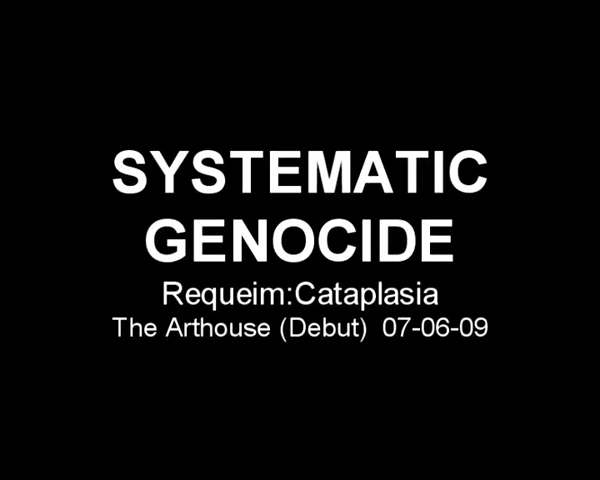 SYSTEMATIC
GENOCIDE
Requeim:Cataplasia
The Arthouse (Debut)  07-06-09